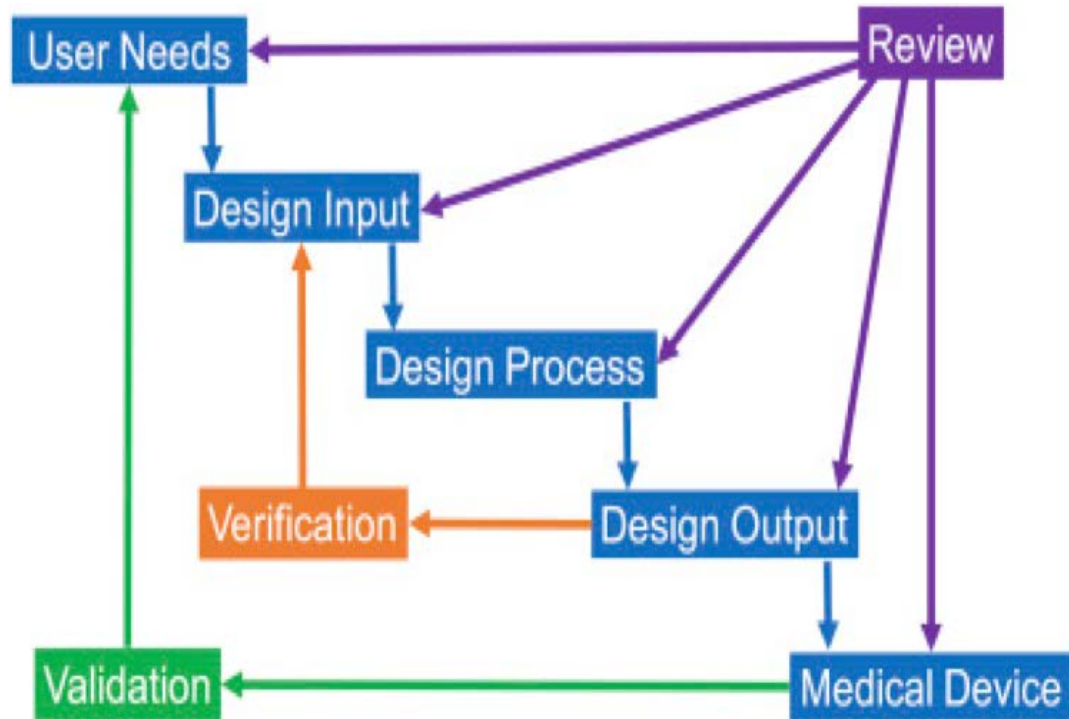 User Needs
Review
Design Input
Design Process
Verification
Design Output
Validation
Medical Device